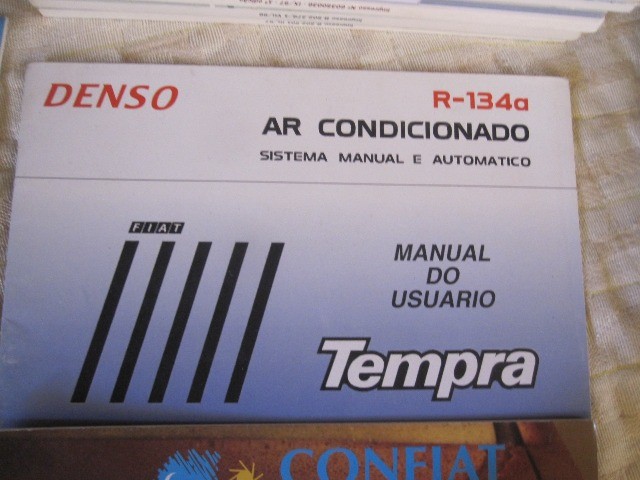 DENSO
R-134a
AR CONDICIONADO
SISTEMA MANUAL E AUTOMATICO
FIAT
MANUAL
DO
USUARIO
Tempra
CONFIAT